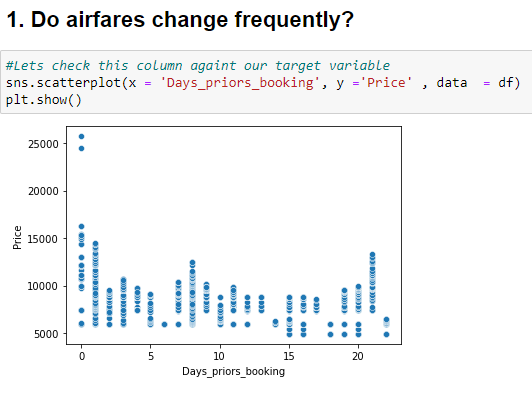 1. Do airfares change frequently?
#Lets check this column againt our target variable
sns.scatterplot(x = 'Days_priors_booking', y ='Price' , data  = df)
plt.show()
25000
20000
15000
10000
5000
Price
0 5 10 15 20
Days_priors_booking